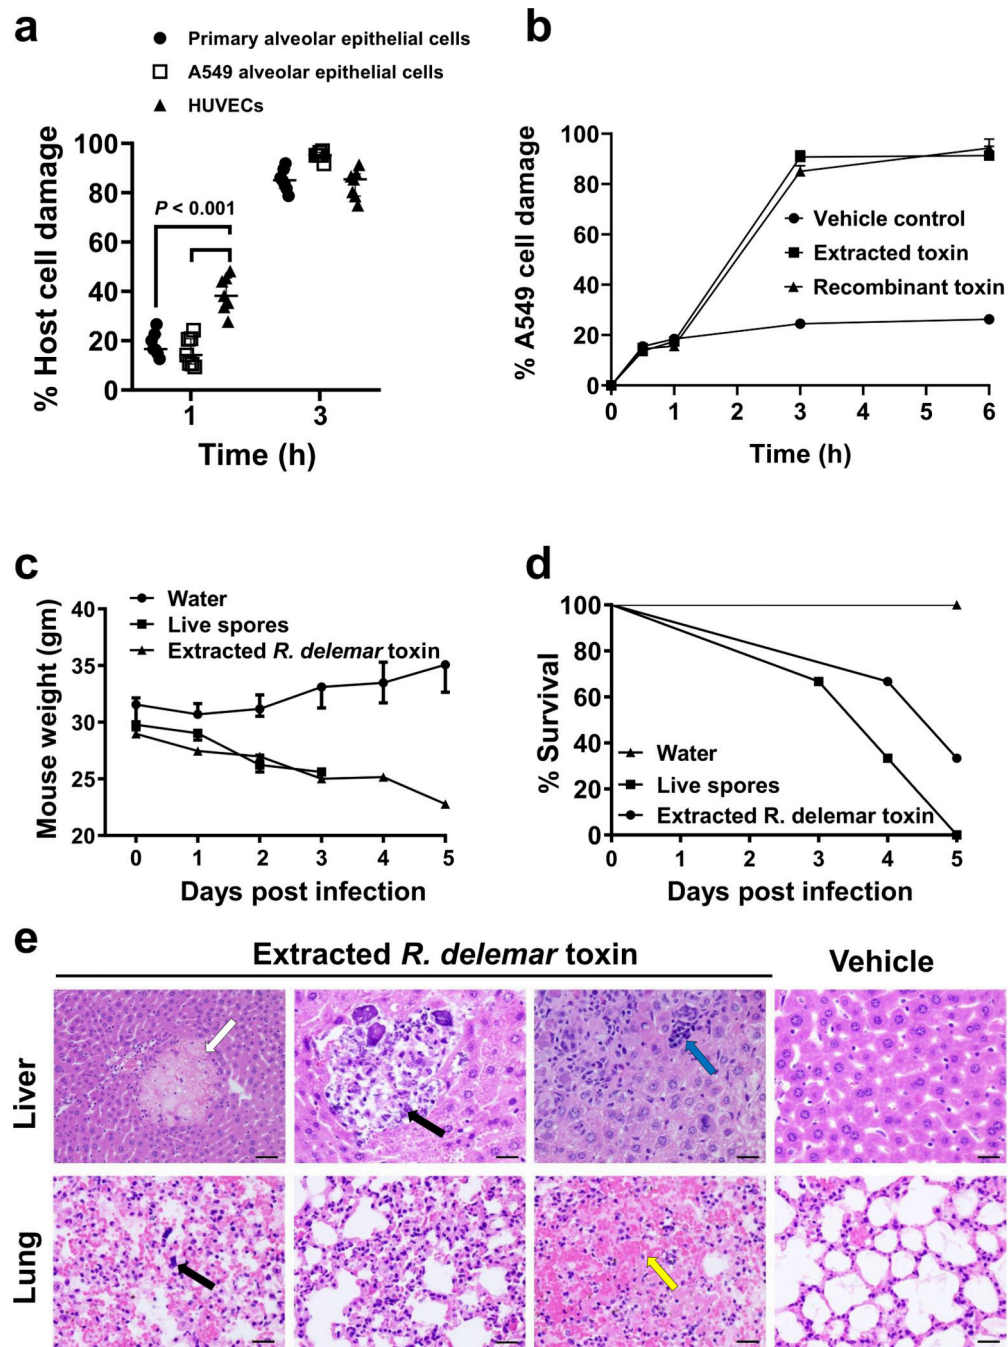 a
Primary alveolar epithelial cells
A549 alveolar epithelial cells
HUVECs
% Host cell damage
100
80
60
40
20
0
P < 0.001
1
3
Time (h)
b
% A549 cell damage
100
80
60
40
20
0
Vehicle control
Extracted toxin
Recombinant toxin
0 1 2 3 4 5 6
Time (h)
c
Water
Live spores
Extracted R. delemar toxin
Mouse weight (gm)
40
35
30
25
20
0 1 2 3 4 5
Days post infection
d
% Survival
100
80
60
40
20
0
Water
Live spores
Extracted R. delemar toxin
0 1 2 3 4 5
Days post infection
e
Extracted R. delemar toxin
Vehicle
Liver
Lung